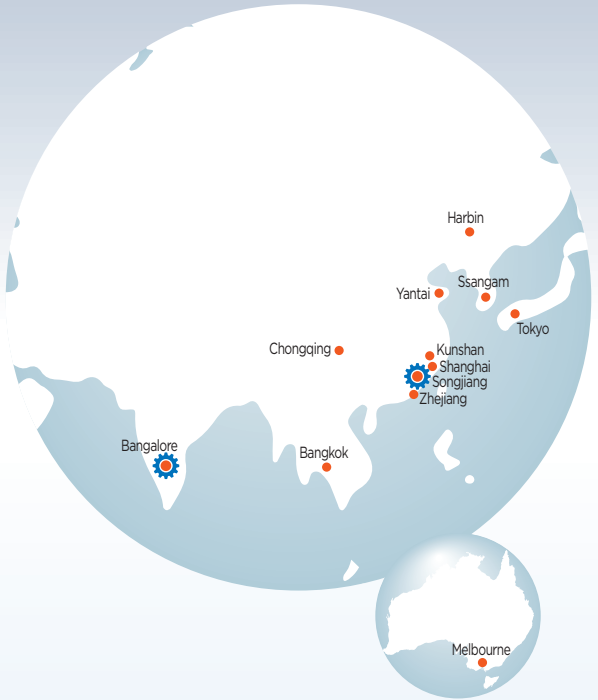 Harbin
Ssangam
Yantai
Tokyo
Chongqing
Kunshan
Shanghai
Songjiang
Zhejiang
Bangalore
Bangkok
Melbourne